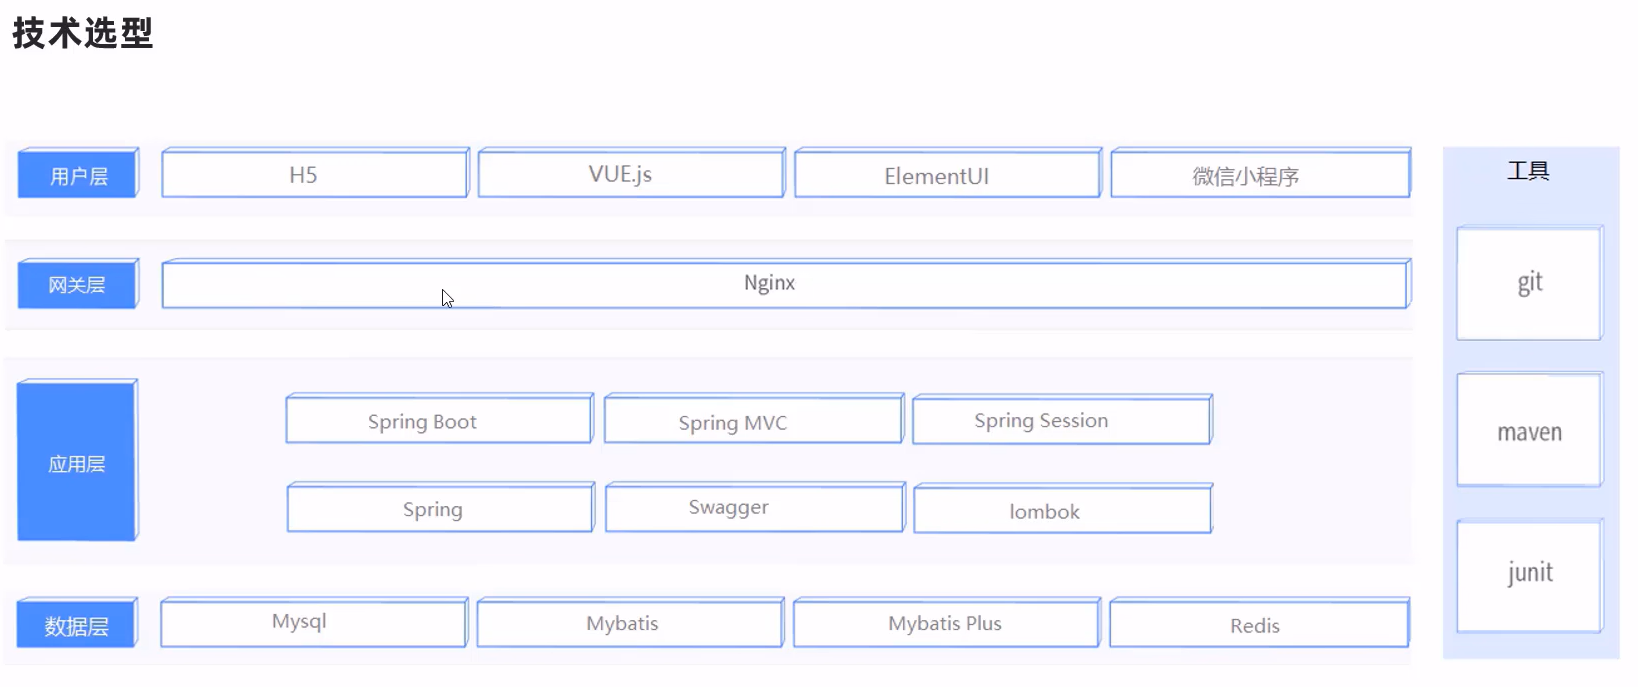 技术选型
用户层 H5 VUE.js ElementUI 微信小程序
网关层 Nginx
应用层
Spring Boot Spring MVC Spring Session
Spring Swagger lombok
数据层 Mysql Mybatis Mybatis Plus Redis
工具
git
maven
junit